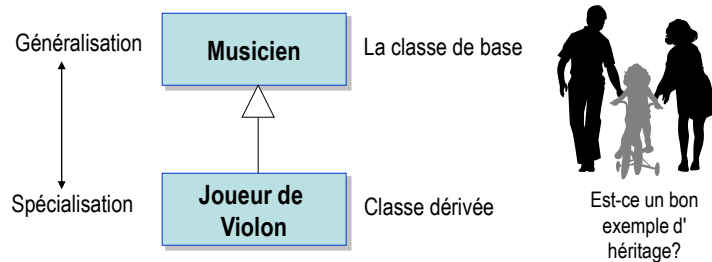 Généralisation
Musicien
La classe de base
Spécialisation
Joueur de
Violon
Classe dérivée
Est-ce un bon
exemple d'
héritage?